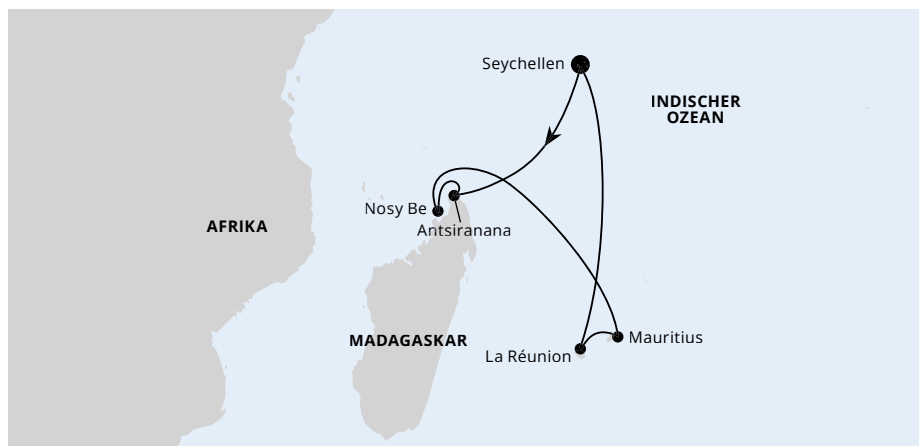 Seychellen
INDISCHER
OZEAN
Nosy Be
Antsiranana
AFRIKA
MADAGASKAR
Mauritius
La Réunion